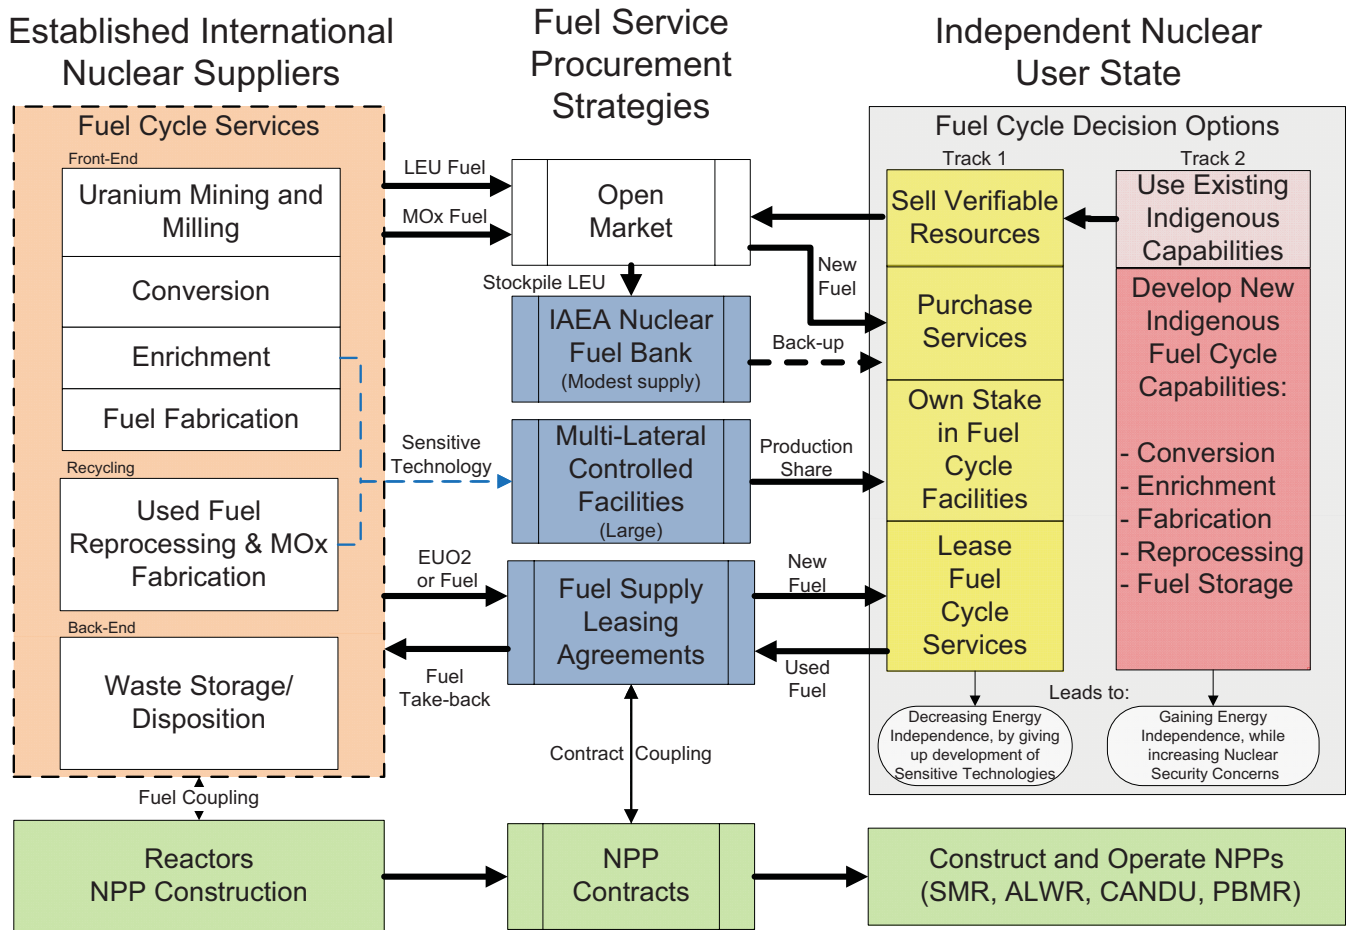 Established International
Nuclear Suppliers
Fuel Service
Procurement
Strategies
Independent Nuclear
User State
Fuel Cycle Services
Front-End
Uranium Mining and
Milling
Conversion
Enrichment
Fuel Fabrication
Recycling
Used Fuel
Reprocessing & MOx
Fabrication
Back-End
Waste Storage/
Disposition
Fuel Coupling
Reactors
NPP Construction
LEU Fuel
MOx Fuel
Sensitive
Technology
EUO2
or Fuel
Fuel
Take-back
Open
Market
Stockpile LEU
IAEA Nuclear
Fuel Bank
(Modest supply)
Multi-Lateral
Controlled
Facilities
(Large)
Fuel Supply
Leasing
Agreements
Contract Coupling
NPP
Contracts
New
Fuel
Back-up
Production
Share
New
Fuel
Used
Fuel
Fuel Cycle Decision Options
Track 1
Sell Verifiable
Resources
Purchase
Services
Own Stake
in Fuel
Cycle
Facilities
Lease
Fuel
Cycle
Services
Track 2
Use Existing
Indigenous
Capabilities
Develop New
Indigenous
Fuel Cycle
Capabilities:
- Conversion
- Enrichment
- Fabrication
- Reprocessing
- Fuel Storage
Leads to:
Decreasing Energy
Independence, by giving
up development of
Sensitive Technologies
Gaining Energy
Independence, while
increasing Nuclear
Security Concerns
Construct and Operate NPPs
(SMR, ALWR, CANDU, PBMR)